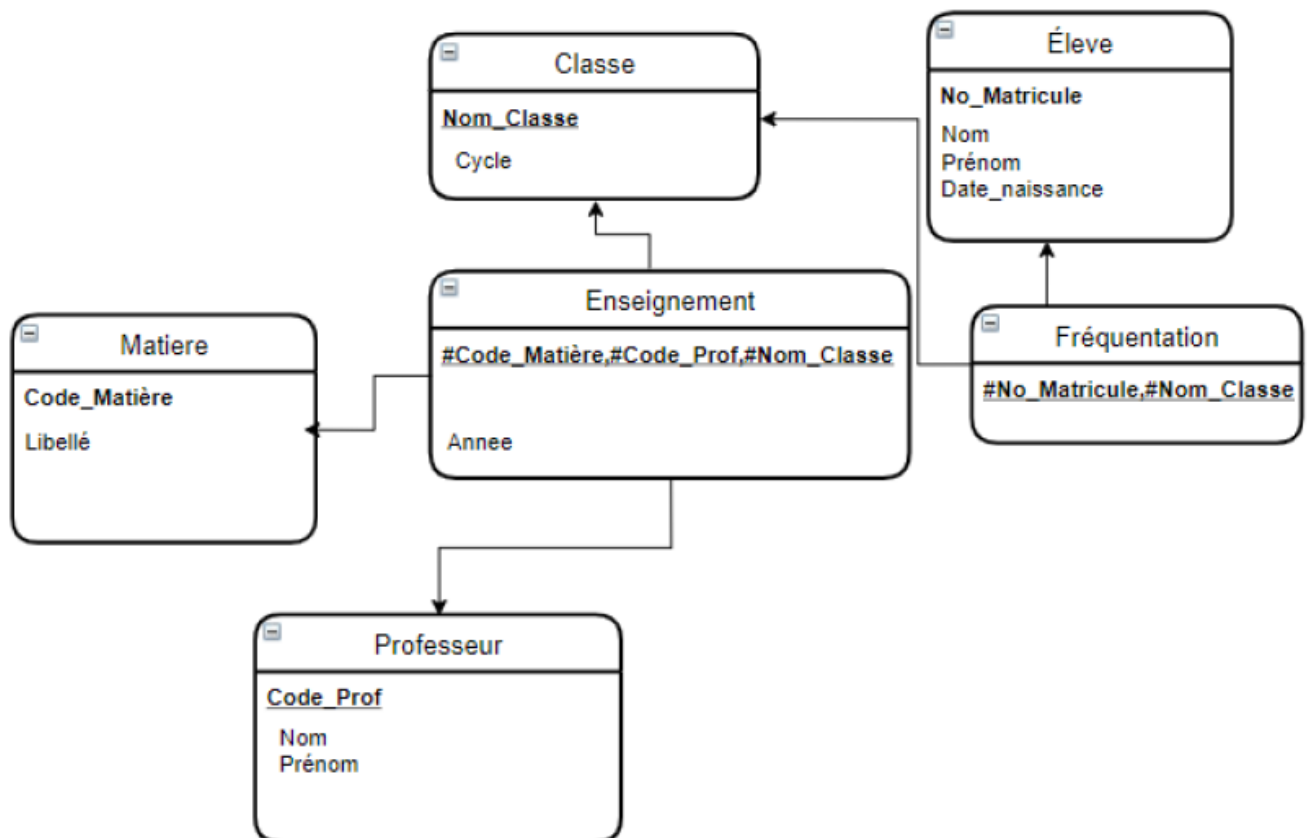 Classe
Nom_Classe
Cycle
Éleve
No_Matricule
Nom
Prénom
Date_naissance
Enseignement
#Code_Matière,#Code_Prof,#Nom_Classe
Annee
Matiere
Code_Matière
Libellé
Fréquentation
#No_Matricule,#Nom_Classe
Professeur
Code_Prof
Nom
Prénom